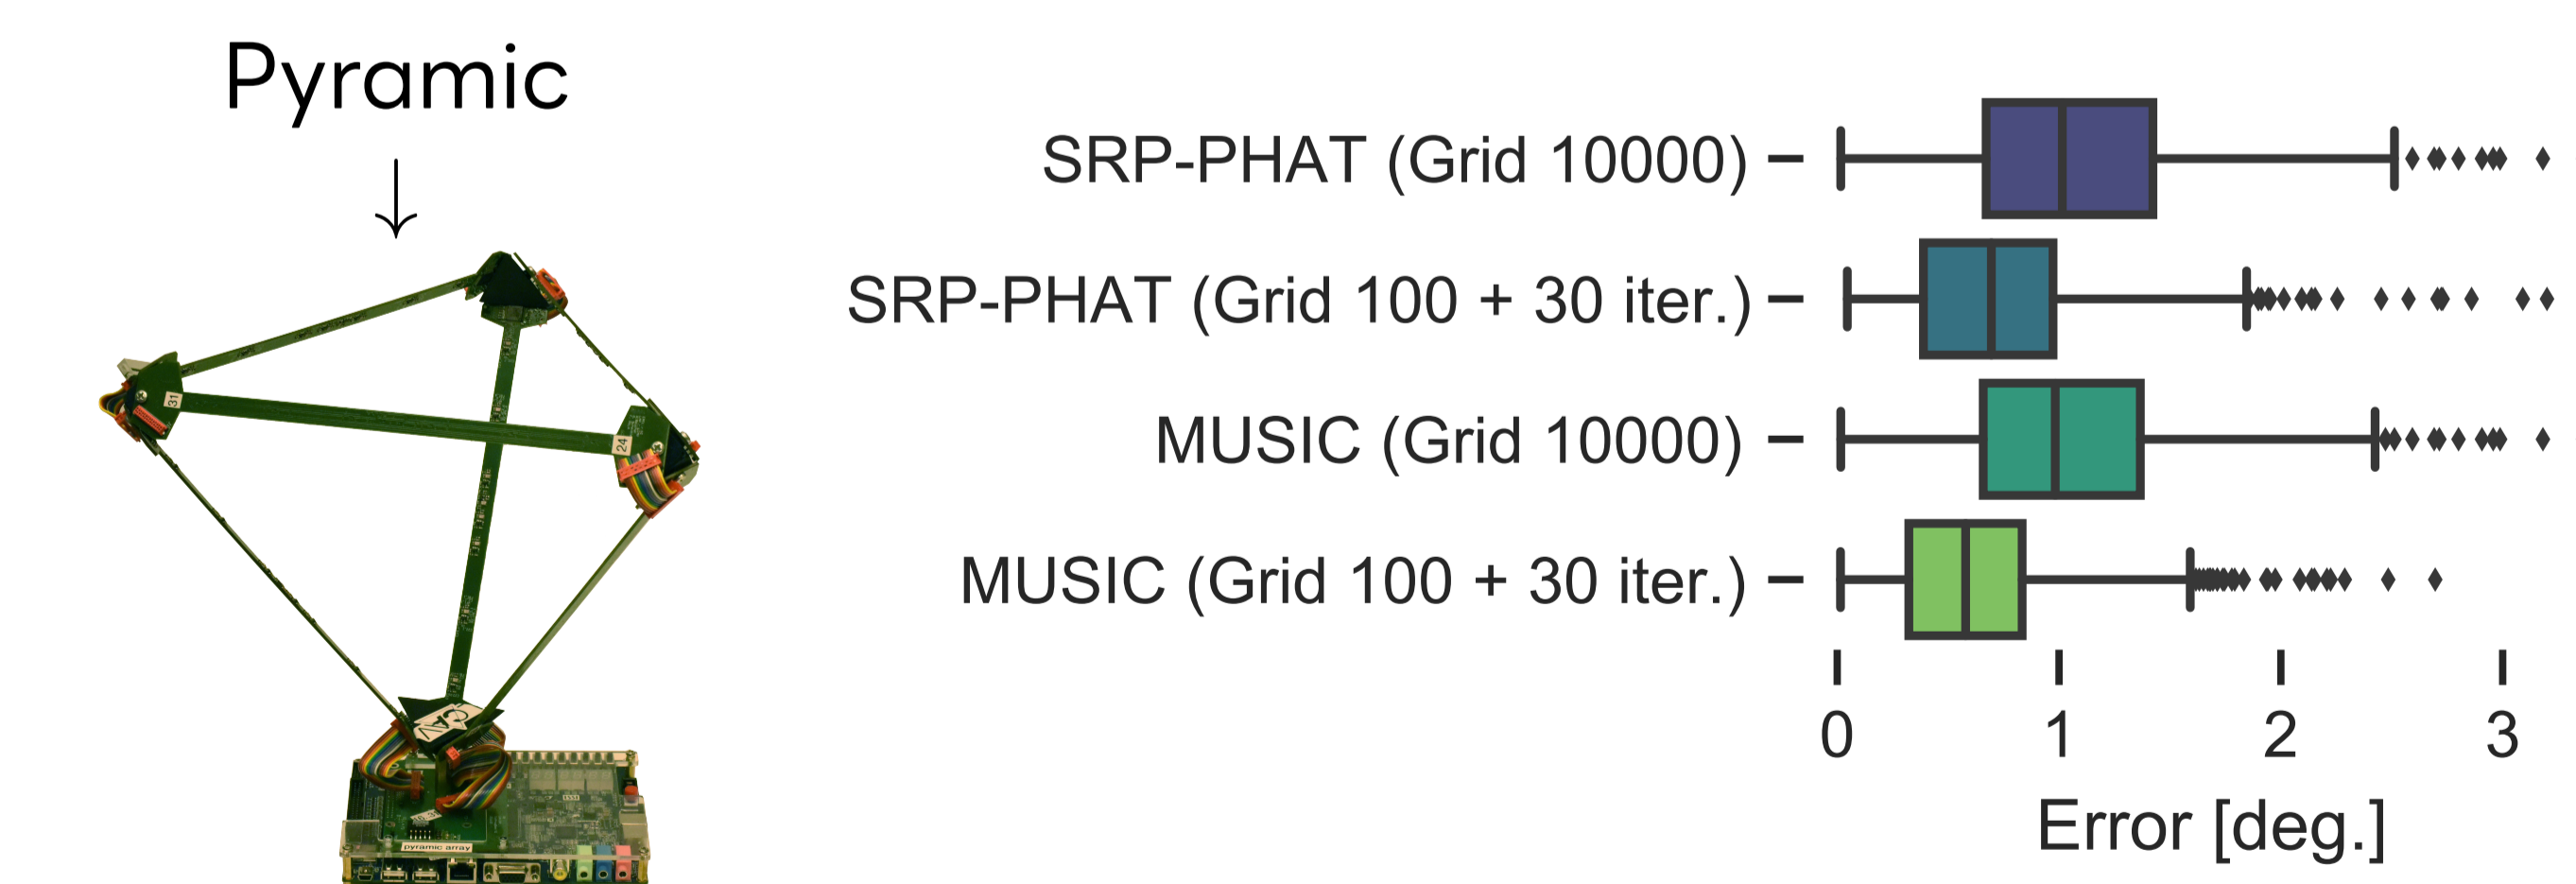 Pyramic
31
24
CAV
pyramic array
SRP-PHAT (Grid 10000)
SRP-PHAT (Grid 100 + 30 iter.)
MUSIC (Grid 10000)
MUSIC (Grid 100 + 30 iter.)
0 1 2 3
Error [deg.]